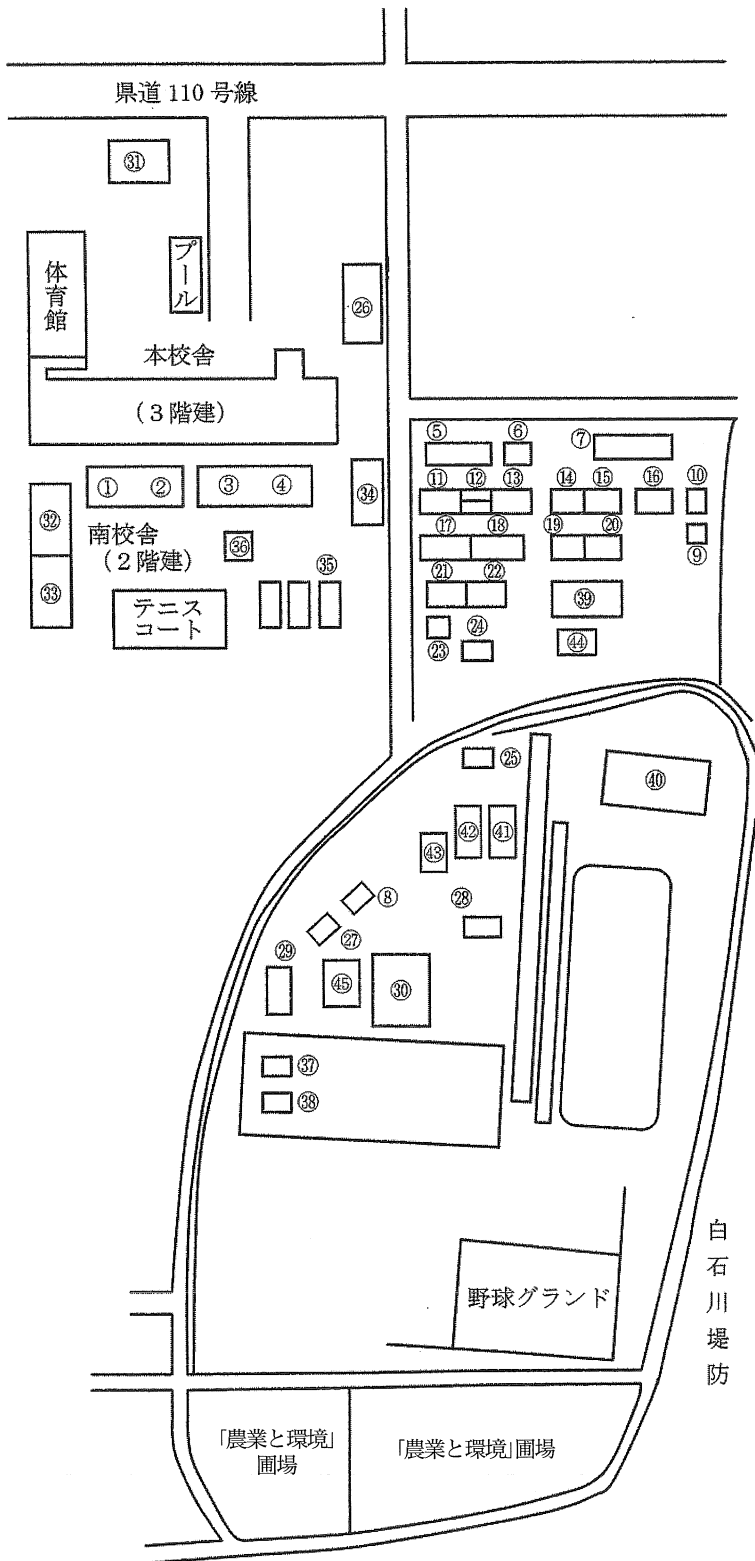 県道 110 号線
㉛
体育館
プール
㉖
本校舎
(3階建)
⑤ ⑥ ⑦
⑪ ⑫ ⑬ ⑭ ⑮ ⑯ ⑩
① ② ③ ④ ㉞
㉜ 南校舎 ㊱
(2階建)
⑰ ⑱ ⑲ ⑳ ⑨
㉝ テニス
コート
㉟
㉑ ㉒ ㊴
㉓ ㉔ ㊹
㉕ ㊵
㊸ ㊷ ㊶
⑧ ㉘
㉗
㉙ ㊺ ㉚
㊲
㊳
白石川堤防
野球グランド
「農業と環境」
圃場
「農業と環境」圃場